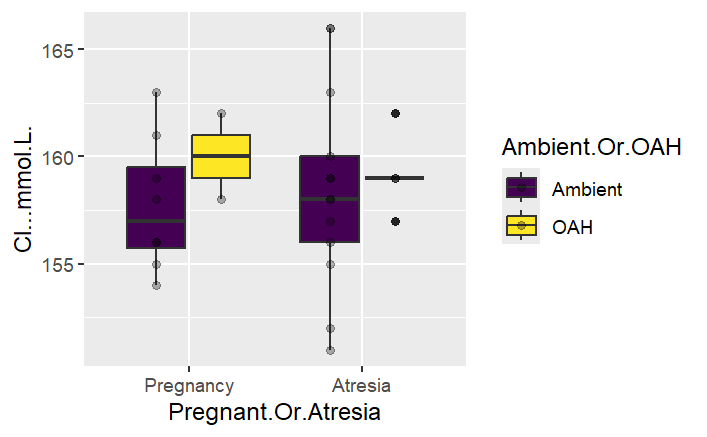 Cl...mmol.L.
165
160
155
Pregnancy
Atresia
Pregnant.Or.Atresia
Ambient.Or.OAH
Ambient
OAH